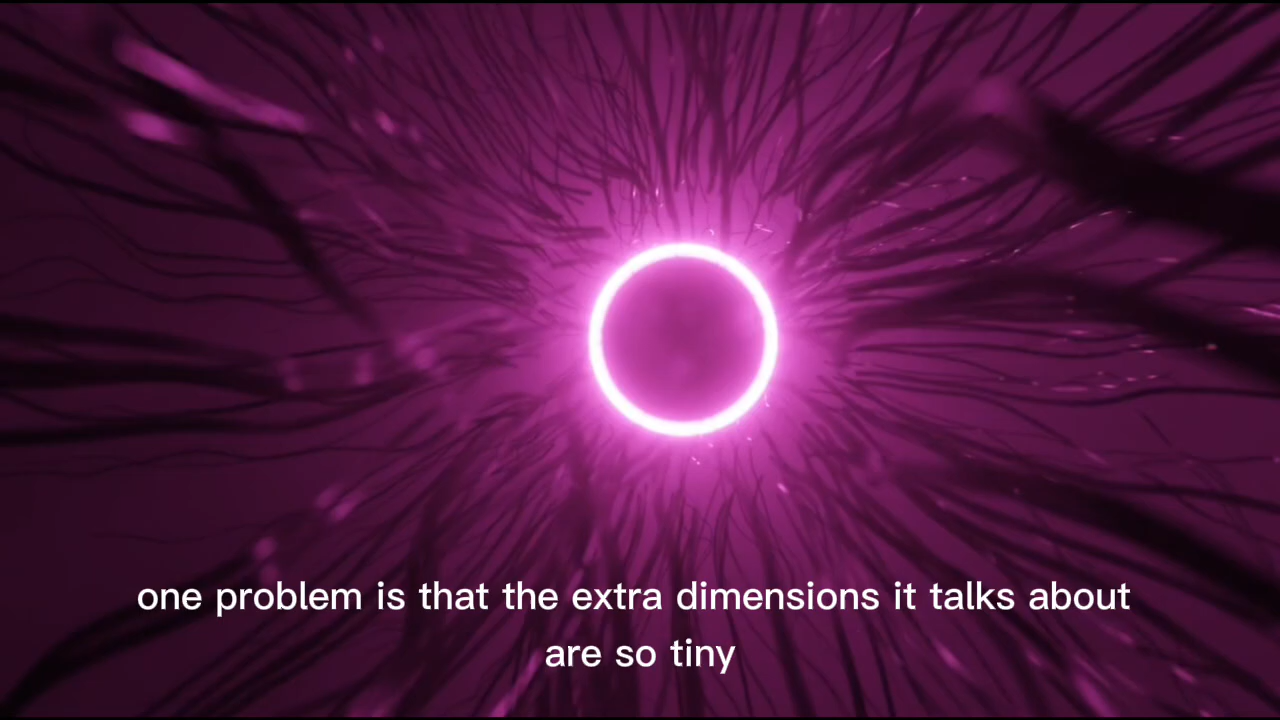 one problem is that the extra dimensions it talks about
are so tiny